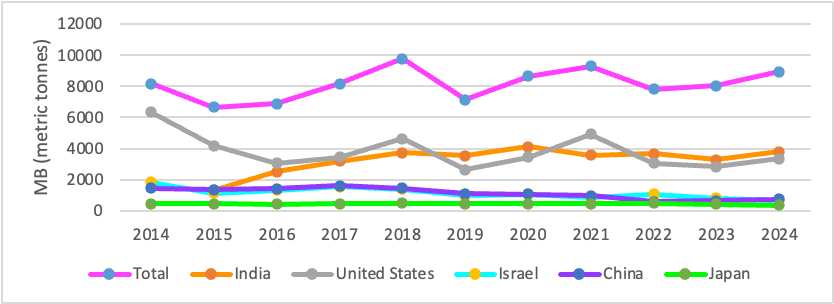 MB (metric tonnes)
12000
10000
8000
6000
4000
2000
0
2014 2015 2016 2017 2018 2019 2020 2021 2022 2023 2024
Total India United States Israel China Japan